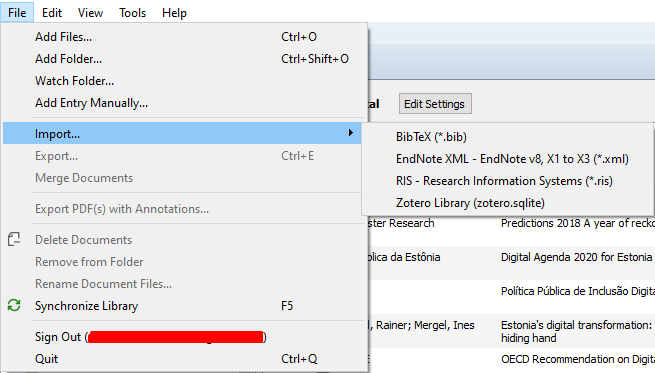 File Edit View Tools Help
Add Files... Ctrl+O
Add Folder... Ctrl+Shift+O
Watch Folder...
Add Entry Manually...
Import...
Export... Ctrl+E
Merge Documents
Export PDF(s) with Annotations...
Delete Documents
Remove from Folder
Rename Document Files...
Synchronize Library F5
Sign Out ( )
Quit Ctrl+Q
tal Edit Settings
BibTeX (*.bib)
EndNote XML - EndNote v8, X1 to X3 (*.xml)
RIS - Research Information Systems (*.ris)
Zotero Library (zotero.sqlite)
ster Research Predictions 2018 A year of recko
blica da Estônia Digital Agenda 2020 for Estonia
Política Pública de Inclusão Digita
l, Rainer; Mergel, Ines Estonia's digital transformation:
hiding hand
E OECD Recommendation on Digital